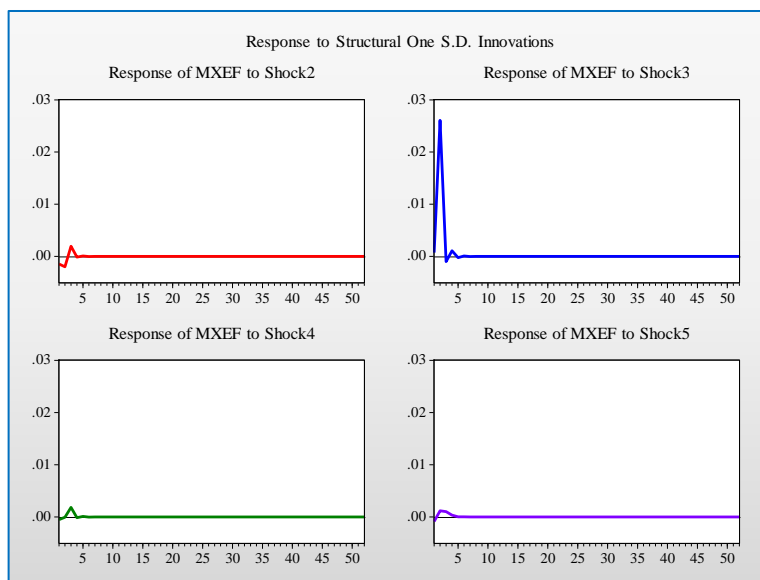 Response to Structural One S.D. Innovations
Response of MXEF to Shock2
.03
.02
.01
.00
5 10 15 20 25 30 35 40 45 50
Response of MXEF to Shock3
.03
.02
.01
.00
5 10 15 20 25 30 35 40 45 50
Response of MXEF to Shock4
.03
.02
.01
.00
5 10 15 20 25 30 35 40 45 50
Response of MXEF to Shock5
.03
.02
.01
.00
5 10 15 20 25 30 35 40 45 50